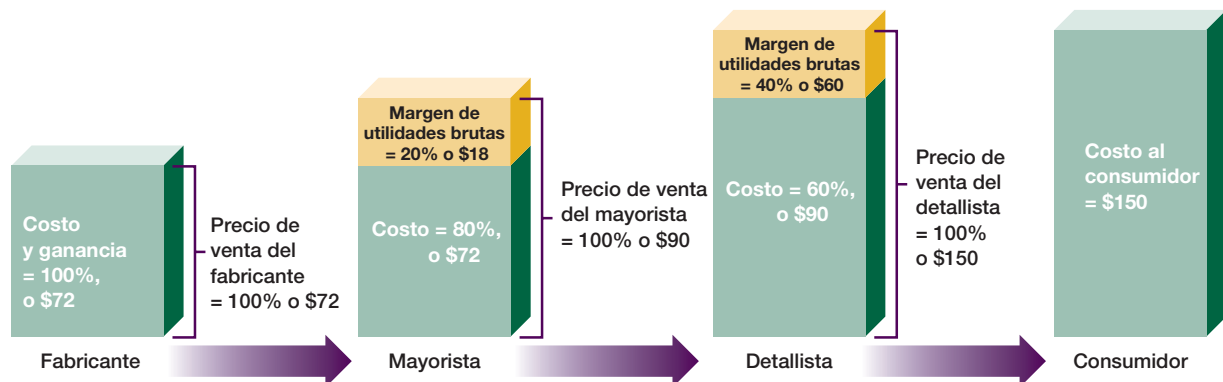 Costo
y ganancia
= 100%,
o $72
Precio de
venta del
fabricante
= 100% o $72
Fabricante
Margen de
utilidades brutas
= 20% o $18
Costo = 80%,
o $72
Precio de venta
del mayorista
= 100% o $90
Mayorista
Margen de
utilidades brutas
= 40% o $60
Costo = 60%,
o $90
Precio de
venta del
detallista
= 100%
o $150
Detallista
Costo al
consumidor
= $150
Consumidor